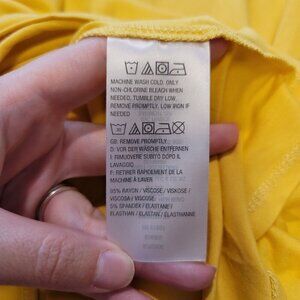 MACHINE WASH COLD. ONLY
NON-CHLORINE BLEACH WHEN
NEEDED. TUMBLE DRY LOW,
REMOVE PROMPTLY. LOW IRON IF
NEEDED
GB: REMOVE PROMPTLY
D: VOR DER WÄSCHE ENTFERNEN
I: RIMUOVERE SUBITO DOPO IL
LAVAGGIO
F: RETIRER RAPIDEMENT DE LA
MACHINE A LAVER
95% RAYON / VISCOSE / VISKOSE /
VISCOSA / VISCOSE
5% SPANDEX / ELASTANE /
ELASTHAN / ELASTAN / ELASTHANNE